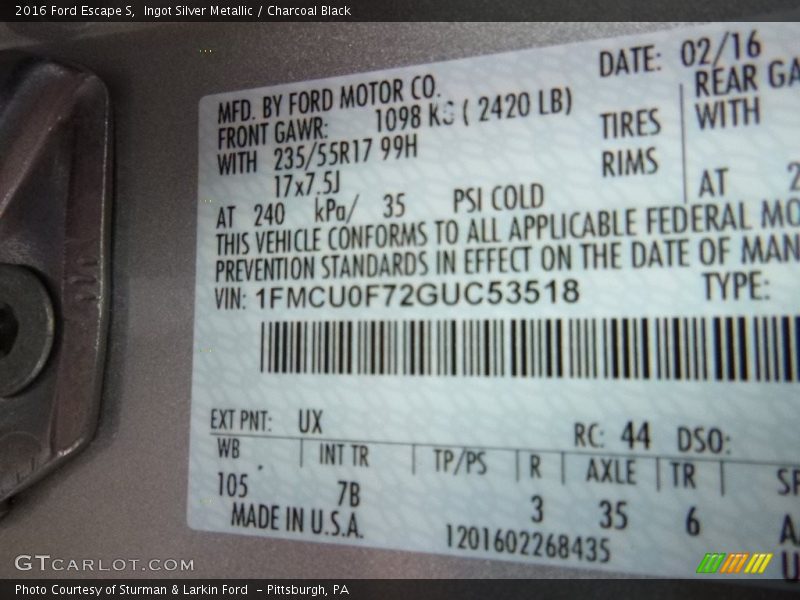 2016 Ford Escape S,  Ingot Silver Metallic / Charcoal Black
MFD. BY FORD MOTOR CO.
DATE: 02/16
FRONT GAWR: 1098 KG ( 2420 LB)
REAR GA
WITH 235/55R17 99H TIRES
WITH
17x7.5J RIMS
AT 240 kPa/ 35 PSI COLD
AT 2
THIS VEHICLE CONFORMS TO ALL APPLICABLE FEDERAL MO
PREVENTION STANDARDS IN EFFECT ON THE DATE OF MAN
VIN: 1FMCU0F72GUC53518 TYPE:
EXT PNT: UX RC: 44 DSO:
WB INT TR TP/PS R AXLE TR SP
105 7B 3 35 6 A
MADE IN U.S.A. 1201602268435 U
GTCARLOT.COM
Photo Courtesy of Sturman & Larkin Ford  - Pittsburgh, PA